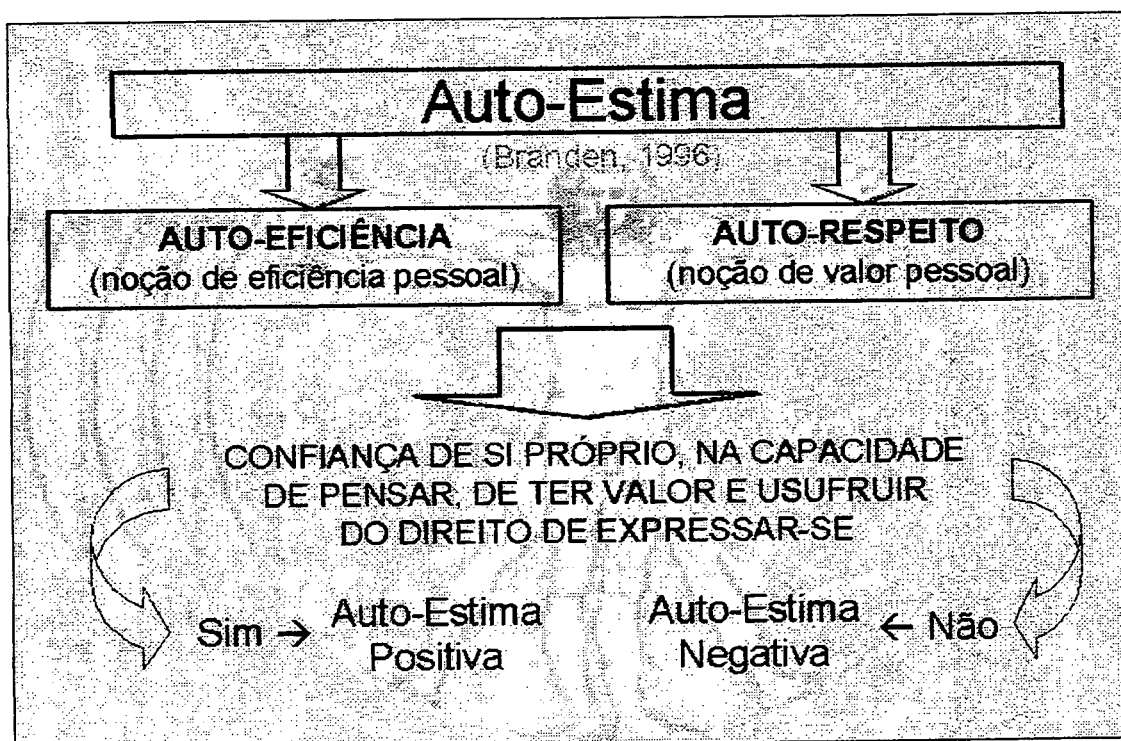 Auto-Estima
(Branden, 1996)
AUTO-EFICIÊNCIA
(noção de eficiência pessoal)
AUTO-RESPEITO
(noção de valor pessoal)
CONFIANÇA DE SI PRÓPRIO, NA CAPACIDADE
DE PENSAR, DE TER VALOR E USUFRUIR
DO DIREITO DE EXPRESSAR-SE
Sim → Auto-Estima
Positiva
Auto-Estima ← Não
Negativa